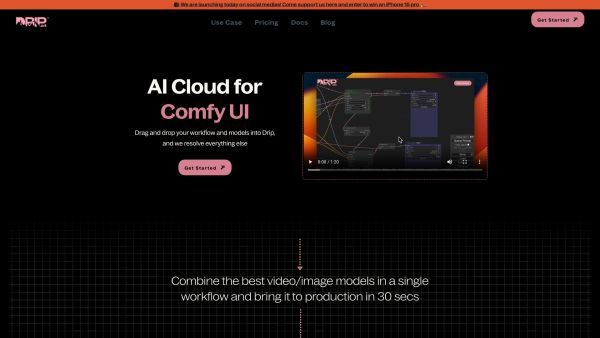 We are launching today on social medias! Come support us here and enter to win an iPhone 15 pro
DRIP
Use Case
Pricing
Docs
Blog
Get Started
AI Cloud for
Comfy UI
Drag and drop your workflow and models into Drip,
and we resolve everything else
Get Started
DRIP
0:00 / 1:20
Combine the best video/image models in a single
workflow and bring it to production in 30 secs